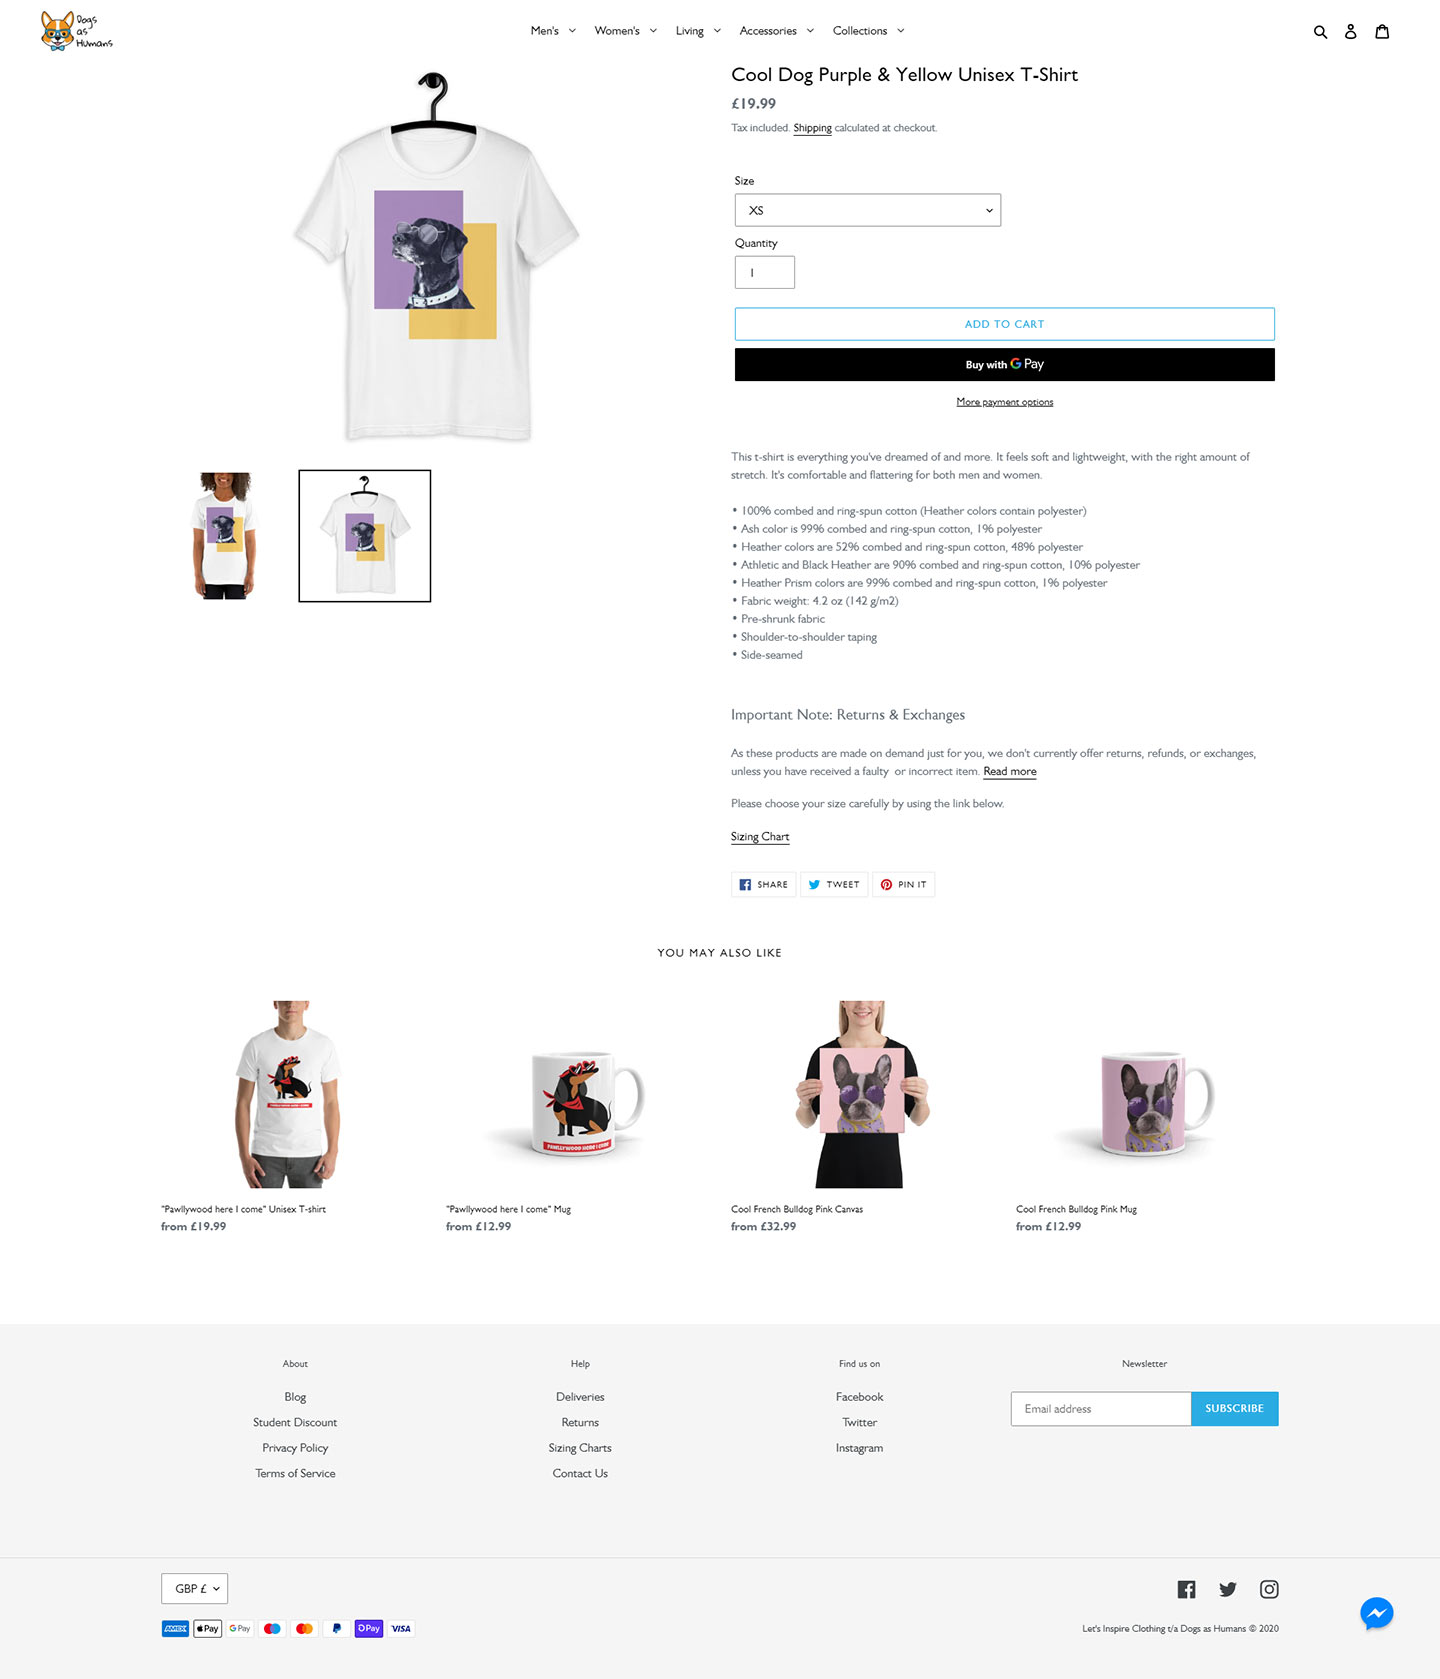 Dogs
as
Humans
Men's
Women's
Living
Accessories
Collections
Cool Dog Purple & Yellow Unisex T-Shirt
£19.99
Tax included. Shipping calculated at checkout.
Size
XS
Quantity
1
ADD TO CART
Buy with G Pay
More payment options
This t-shirt is everything you've dreamed of and more. It feels soft and lightweight, with the right amount of
stretch. It's comfortable and flattering for both men and women.
• 100% combed and ring-spun cotton (Heather colors contain polyester)
• Ash color is 99% combed and ring-spun cotton, 1% polyester
• Heather colors are 52% combed and ring-spun cotton, 48% polyester
• Athletic and Black Heather are 90% combed and ring-spun cotton, 10% polyester
• Heather Prism colors are 99% combed and ring-spun cotton, 1% polyester
• Fabric weight: 4.2 oz (142 g/m2)
• Pre-shrunk fabric
• Shoulder-to-shoulder taping
• Side-seamed
Important Note: Returns & Exchanges
As these products are made on demand just for you, we don't currently offer returns, refunds, or exchanges,
unless you have received a faulty or incorrect item. Read more
Please choose your size carefully by using the link below.
Sizing Chart
SHARE
TWEET
PIN IT
YOU MAY ALSO LIKE
PAWLLYWOOD HERE I COME
PAWLLYWOOD HERE I COME
"Pawllywood here I come" Unisex T-shirt
from £19.99
"Pawllywood here I come" Mug
from £12.99
Cool French Bulldog Pink Canvas
from £32.99
Cool French Bulldog Pink Mug
from £12.99
About
Blog
Student Discount
Privacy Policy
Terms of Service
Help
Deliveries
Returns
Sizing Charts
Contact Us
Find us on
Facebook
Twitter
Instagram
Newsletter
Email address
SUBSCRIBE
GBP £
AMEX
Pay
G Pay
Pay
VISA
Let's Inspire Clothing t/a Dogs as Humans © 2020